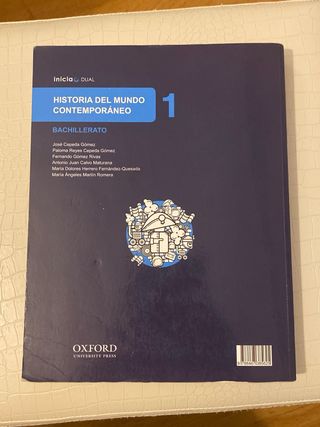 inicia DUAL
HISTORIA DEL MUNDO
CONTEMPORÁNEO
1
BACHILLERATO
José Cepeda Gómez
Paloma Reyes Cepeda Gómez
Fernando Gómez Rivas
Antonio Juan Calvo Maturana
María Dolores Herrero Fernández-Quesada
María Ángeles Martín Romera
OXFORD
UNIVERSITY PRESS